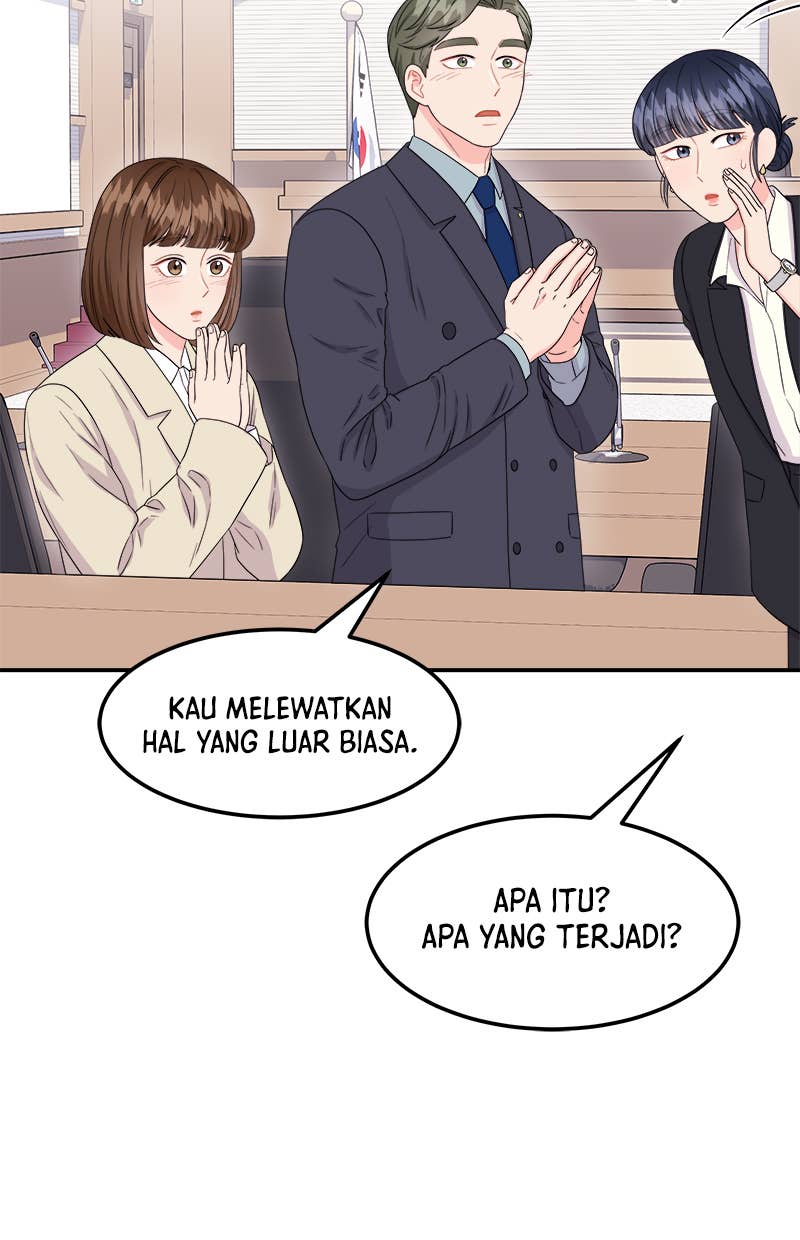 KAU MELEWATKAN
HAL YANG LUAR BIASA.
APA ITU?
APA YANG TERJADI?